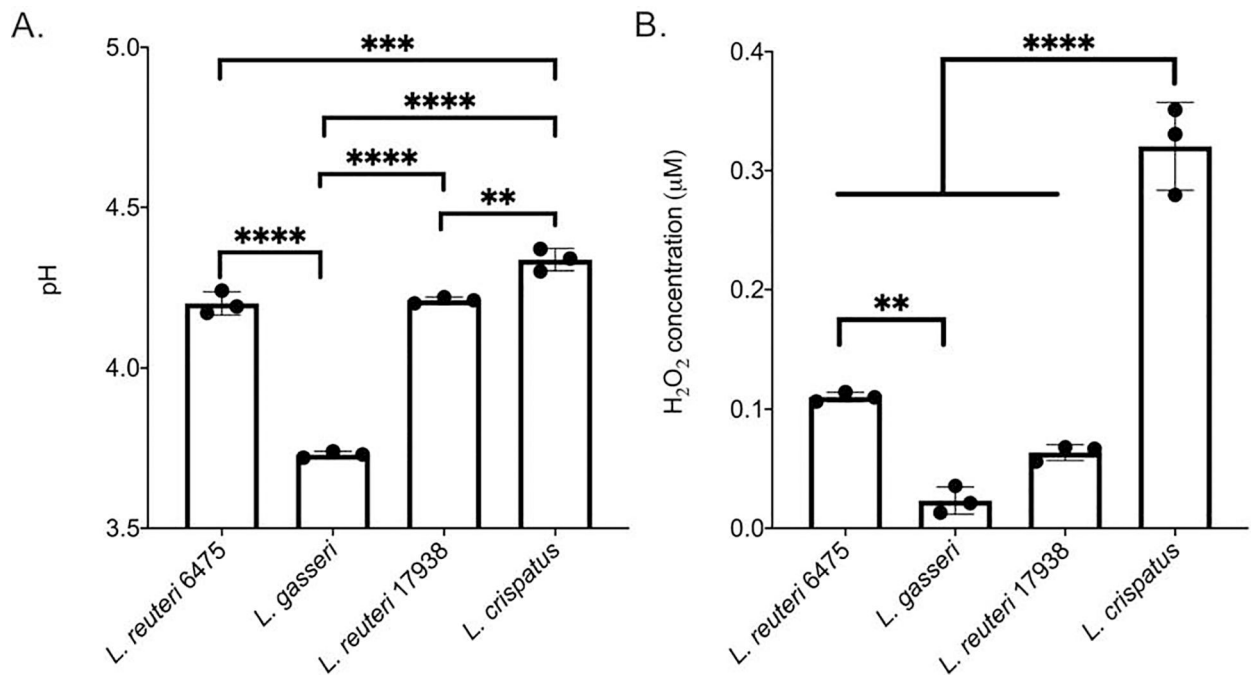 A.
pH
5.0
4.5
4.0
3.5
***
****
****
**
****
L. reuteri 6475
L. gasseri
L. reuteri 17938
L. crispatus
B.
H2O2 concentration (μM)
0.4
0.3
0.2
0.1
0.0
****
**
L. reuteri 6475
L. gasseri
L. reuteri 17938
L. crispatus